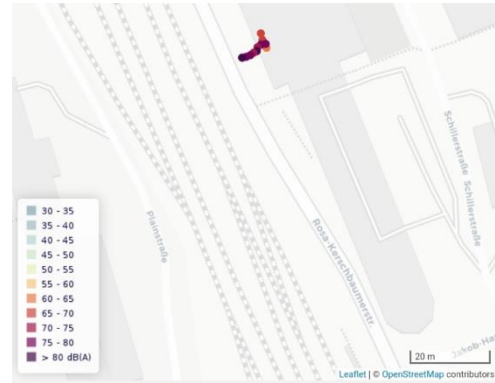 Schillerstraße
Schillerstraße
Plainstraße
Rosa-Kerschbaumerstr.
30 - 35
35 - 40
40 - 45
45 - 50
50 - 55
55 - 60
60 - 65
65 - 70
70 - 75
75 - 80
> 80 dB(A)
20 m
Leaflet | © OpenStreetMap contributors